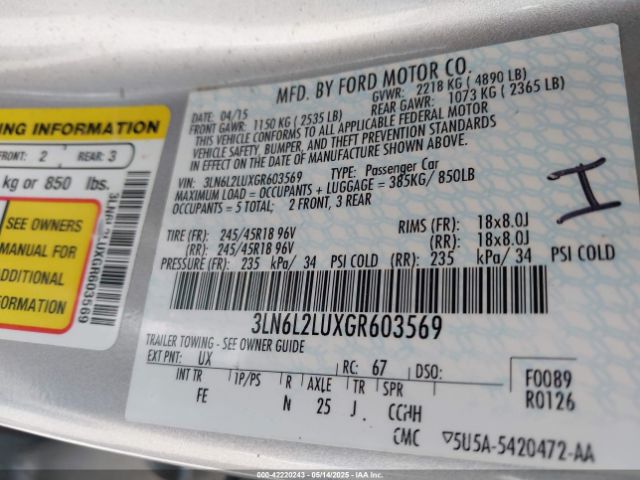 MFD. BY FORD MOTOR CO.
DATE: 04/15 GVWR: 2218 KG ( 4890 LB)
FRONT GAWR: 1150 KG ( 2535 LB) REAR GAWR: 1073 KG ( 2365 LB)
THIS VEHICLE CONFORMS TO ALL APPLICABLE FEDERAL MOTOR
VEHICLE SAFETY, BUMPER, AND THEFT PREVENTION STANDARDS
IN EFFECT ON THE DATE OF MANUFACTURE SHOWN ABOVE.
VIN: 3LN6L2LUXGR603569 TYPE: Passenger Car
MAXIMUM LOAD = OCCUPANTS + LUGGAGE = 385KG/ 850LB
OCCUPANTS = 5 TOTAL; 2 FRONT, 3 REAR
TIRE (FR): 245/45R18 96V RIMS (FR): 18x8.0J
(RR): 245/45R18 96V (RR): 18x8.0J
PRESSURE (FR): 235 kPa/ 34 PSI COLD (RR): 235 kPa/ 34 PSI COLD
3LN6L2LUXGR603569
TRAILER TOWING - SEE OWNER GUIDE
EXT PNT: UX RC: 67 DSO:
INT TR 1P/PS R AXLE TR SPR
FE N 25 J CGHH
F0089
R0126
CMC ▽5U5A-5420472-AA
I
ING INFORMATION
FRONT: 2 REAR: 3
kg or 850 lbs.
SEE OWNERS
MANUAL FOR
ADDITIONAL
INFORMATION
3LN6L2LUXGR603569
000-42220243 05/14/2025 IAAI.COM